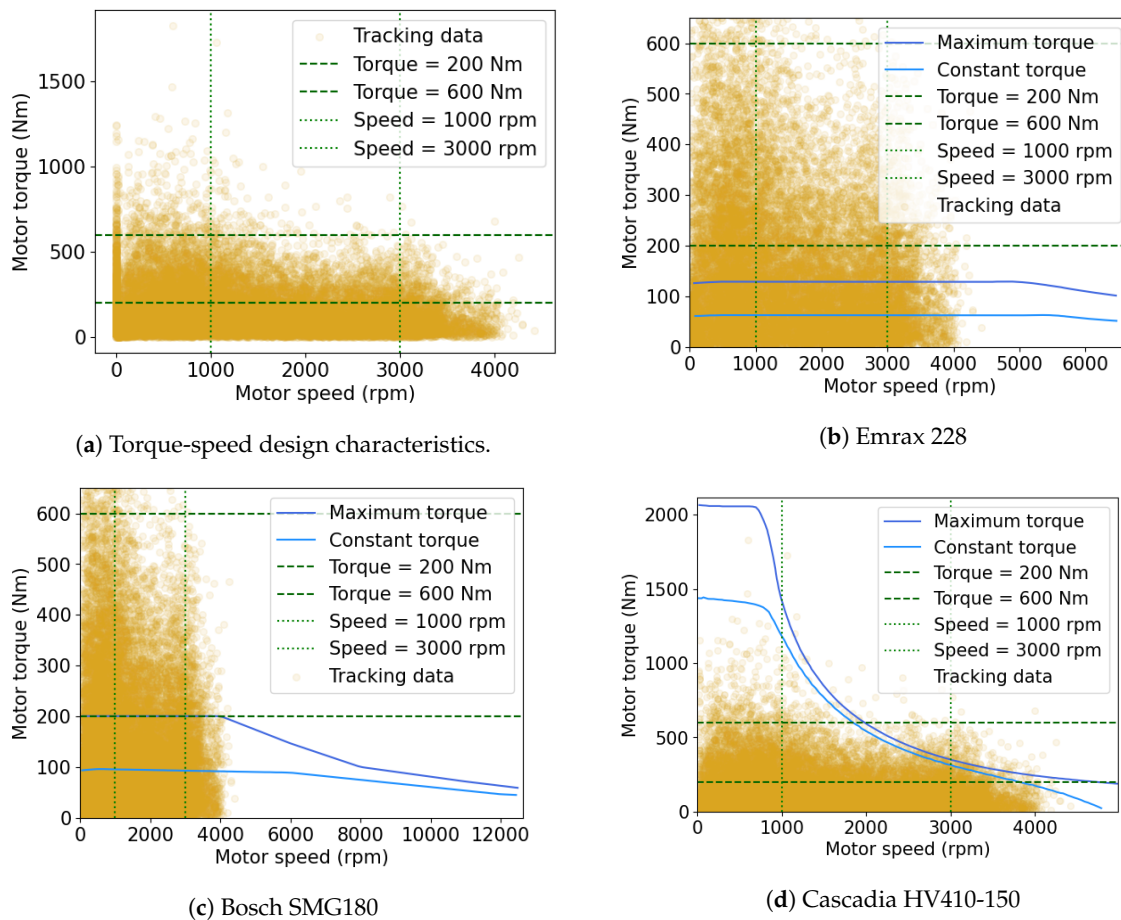 Motor torque (Nm)
1500
1000
500
0
Tracking data
Torque = 200 Nm
Torque = 600 Nm
Speed = 1000 rpm
Speed = 3000 rpm
0 1000 2000 3000 4000
Motor speed (rpm)
(a) Torque-speed design characteristics.
Motor torque (Nm)
600
500
400
300
200
100
0
Maximum torque
Constant torque
Torque = 200 Nm
Torque = 600 Nm
Speed = 1000 rpm
Speed = 3000 rpm
Tracking data
0 1000 2000 3000 4000 5000 6000
Motor speed (rpm)
(b) Emrax 228
Motor torque (Nm)
600
500
400
300
200
100
0
Maximum torque
Constant torque
Torque = 200 Nm
Torque = 600 Nm
Speed = 1000 rpm
Speed = 3000 rpm
Tracking data
0 2000 4000 6000 8000 10000 12000
Motor speed (rpm)
(c) Bosch SMG180
Motor torque (Nm)
2000
1500
1000
500
0
Maximum torque
Constant torque
Torque = 200 Nm
Torque = 600 Nm
Speed = 1000 rpm
Speed = 3000 rpm
Tracking data
0 1000 2000 3000 4000
Motor speed (rpm)
(d) Cascadia HV410-150